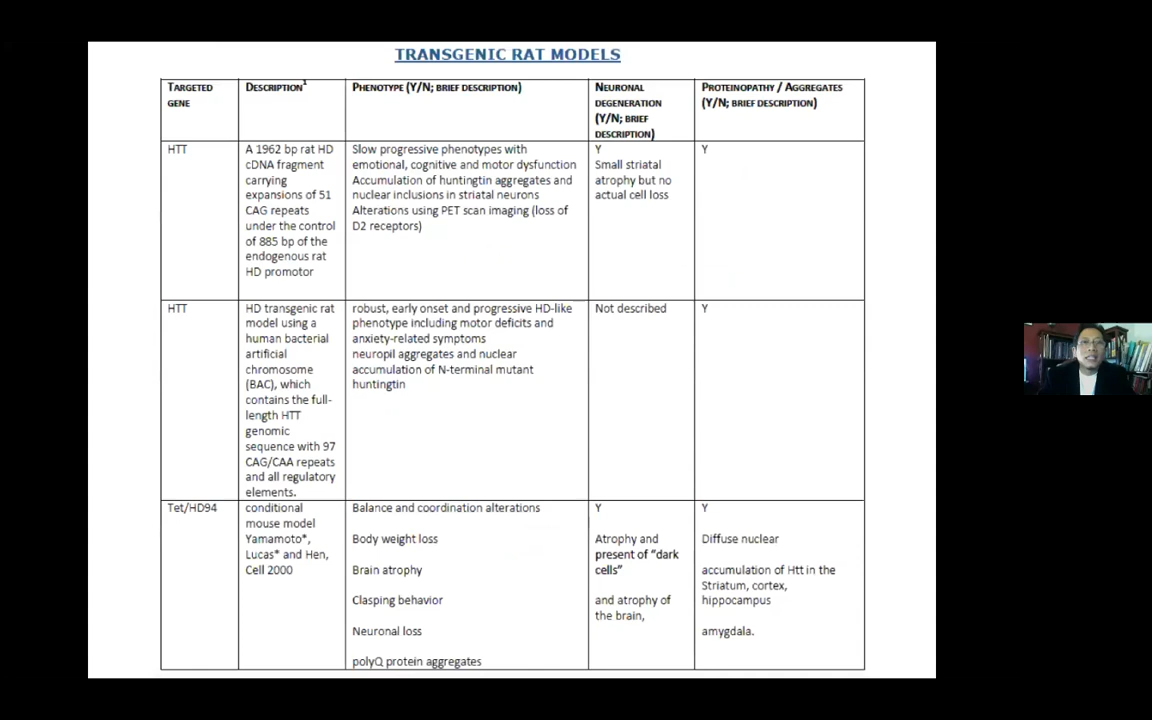 TRANSGENIC RAT MODELS
TARGETED GENE
DESCRIPTION1
PHENOTYPE (Y/N; BRIEF DESCRIPTION)
NEURONAL DEGENERATION (Y/N; BRIEF DESCRIPTION)
PROTEINOPATHY / AGGREGATES (Y/N; BRIEF DESCRIPTION)
HTT
A 1962 bp rat HD
cDNA fragment
carrying
expansions of 51
CAG repeats
under the control
of 885 bp of the
endogenous rat
HD promotor
Slow progressive phenotypes with
emotional, cognitive and motor dysfunction
Accumulation of huntingtin aggregates and
nuclear inclusions in striatal neurons
Alterations using PET scan imaging (loss of
D2 receptors)
Y
Small striatal
atrophy but no
actual cell loss
Y
HTT
HD transgenic rat
model using a
human bacterial
artificial
chromosome
(BAC), which
contains the full-
length HTT
genomic
sequence with 97
CAG/CAA repeats
and all regulatory
elements.
robust, early onset and progressive HD-like
phenotype including motor deficits and
anxiety-related symptoms
neuropil aggregates and nuclear
accumulation of N-terminal mutant
huntingtin
Not described
Y
Tet/HD94
conditional
mouse model
Yamamoto*,
Lucas* and Hen,
Cell 2000
Balance and coordination alterations
Body weight loss
Brain atrophy
Clasping behavior
Neuronal loss
polyQ protein aggregates
Y
Atrophy and
present of "dark
cells"
and atrophy of
the brain,
Y
Diffuse nuclear
accumulation of Htt in the
Striatum, cortex,
hippocampus
amygdala.